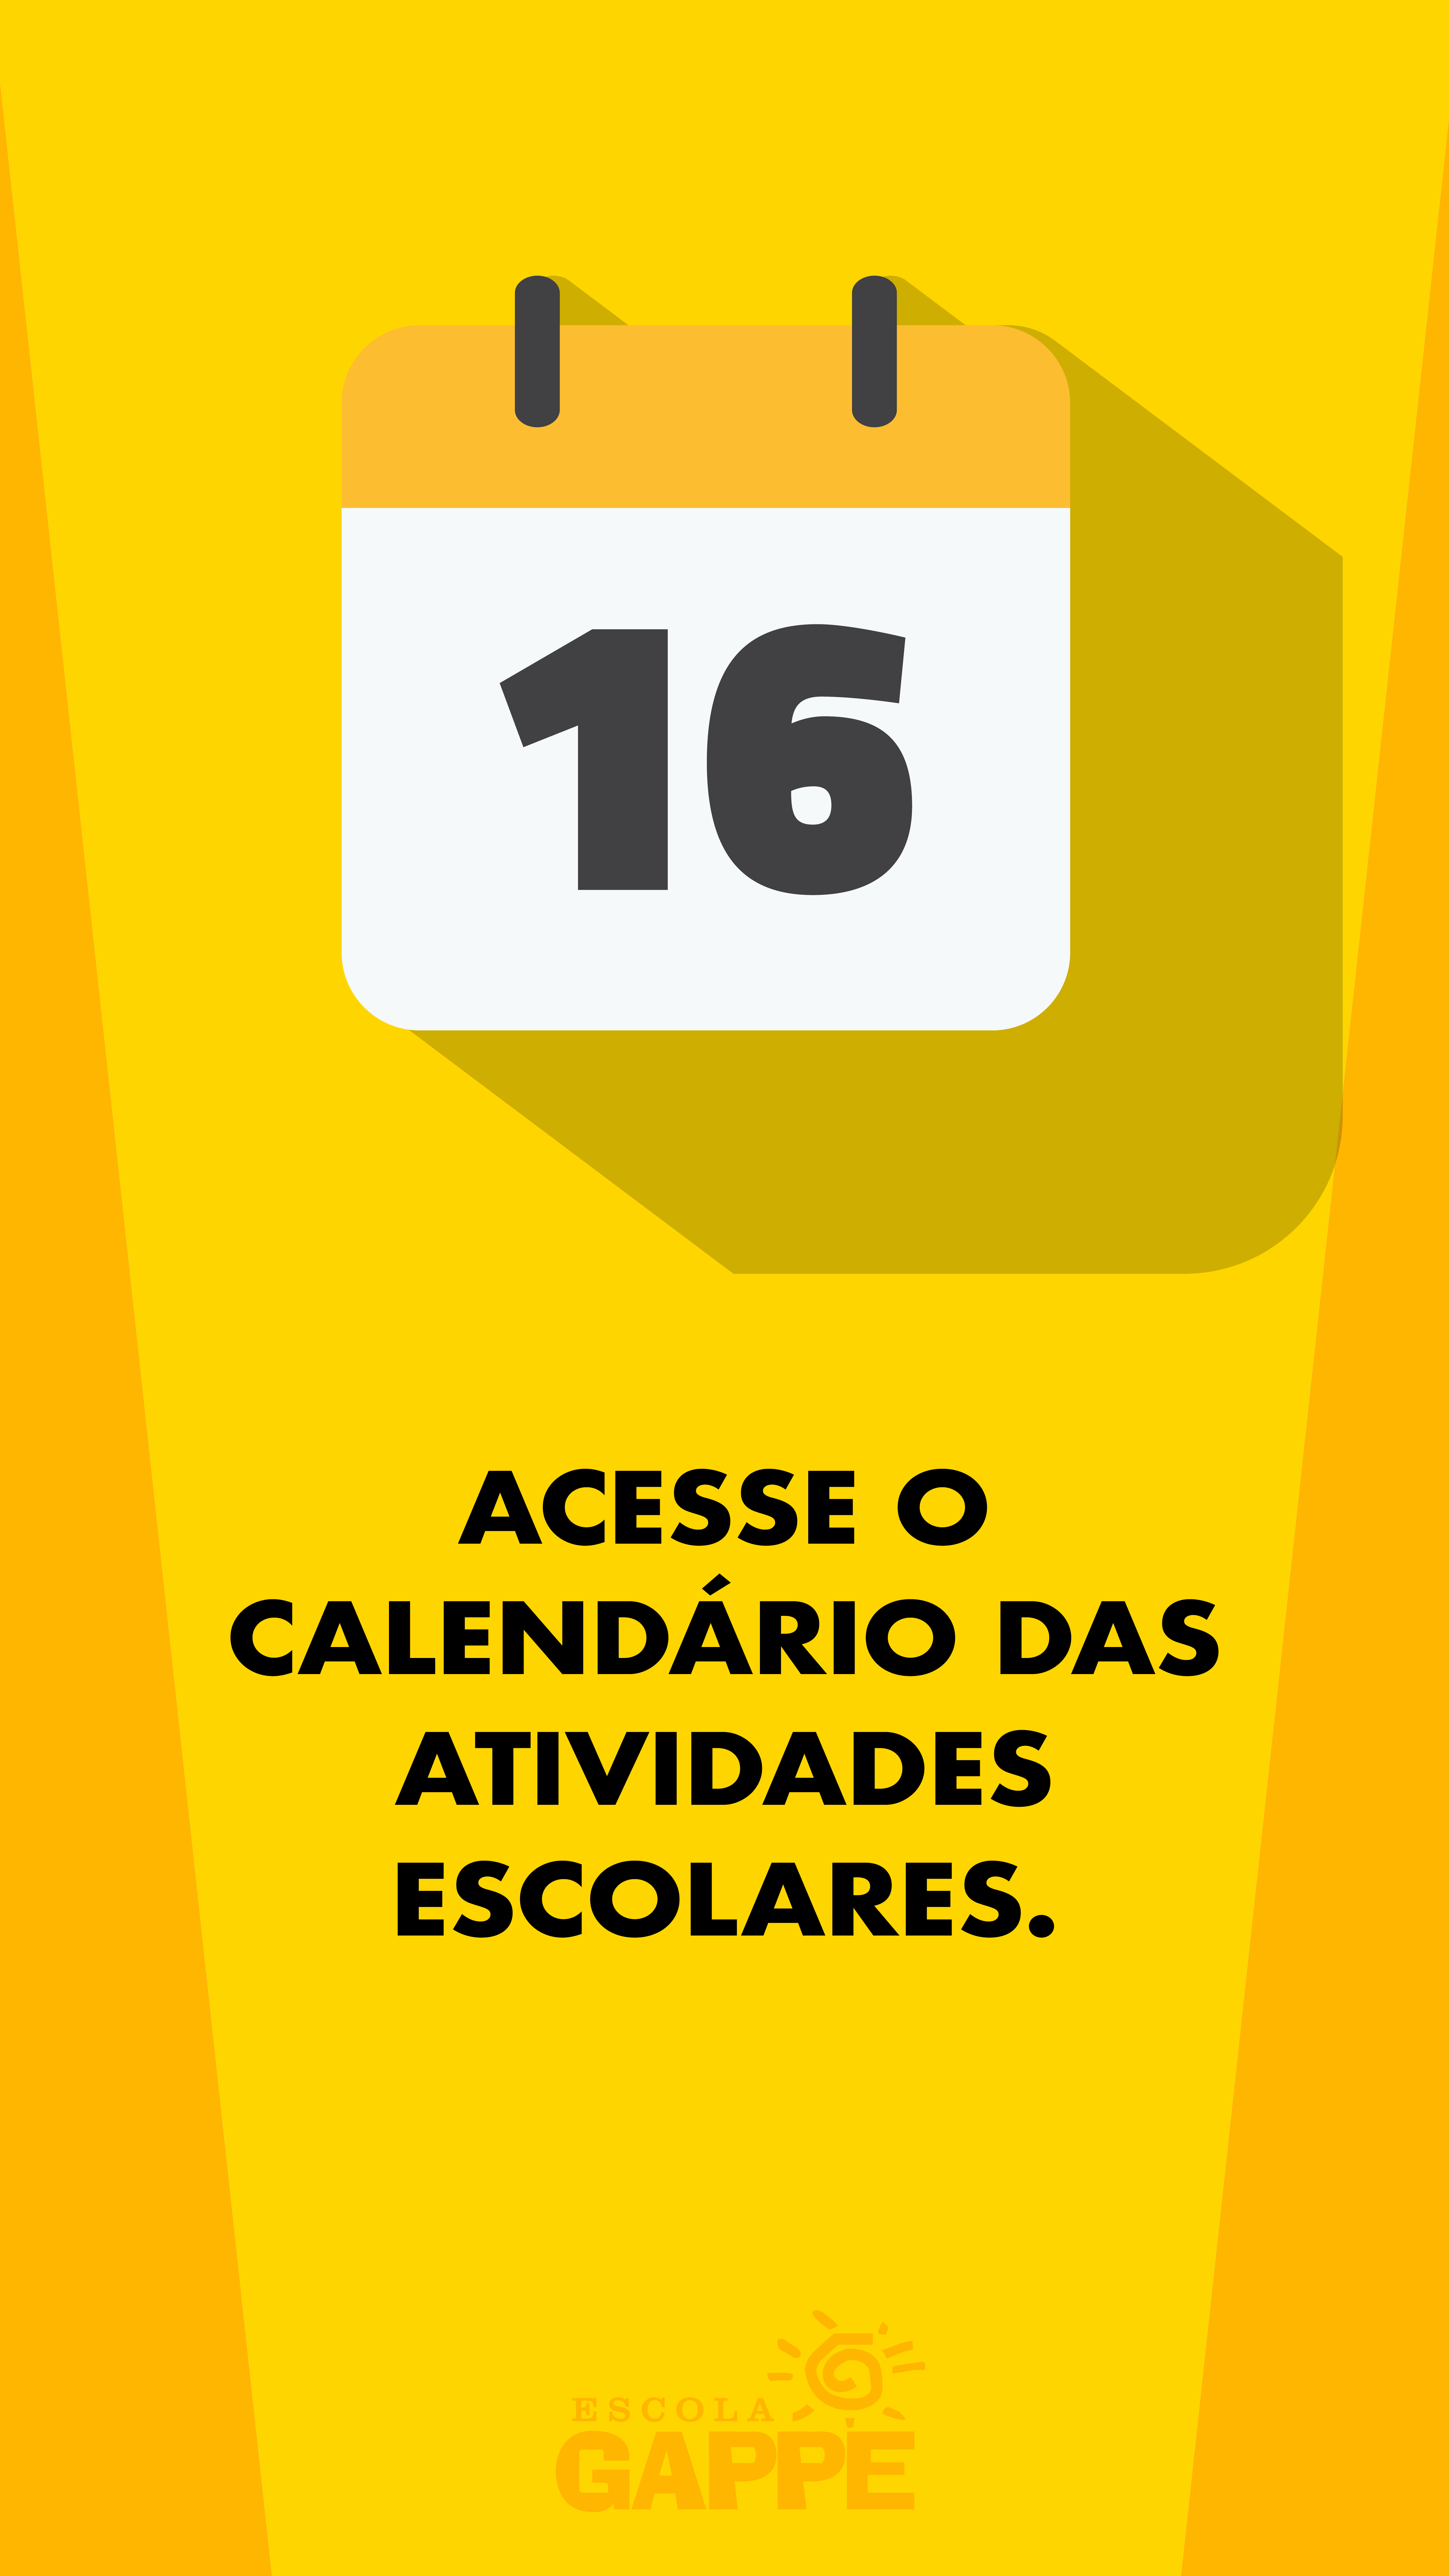 16
ACESSE O
CALENDÁRIO DAS
ATIVIDADES
ESCOLARES.
ESCOLA
GAPPE